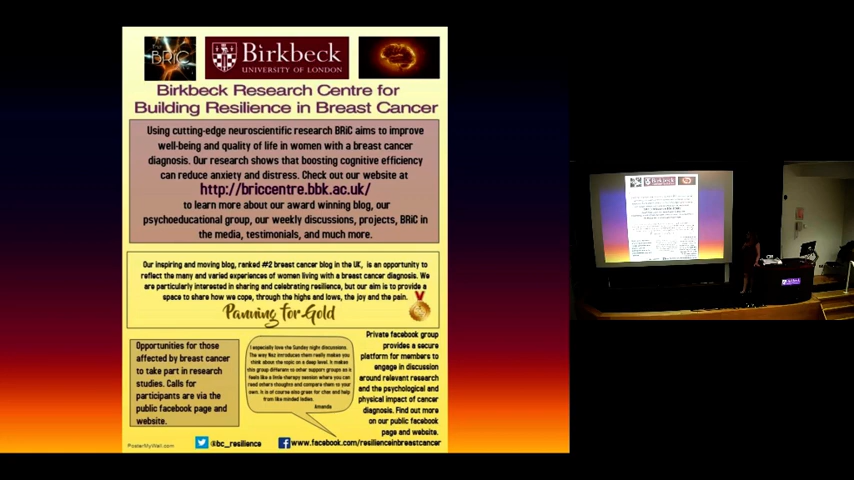 BRiC
Birkbeck
UNIVERSITY OF LONDON
Birkbeck Research Centre for
Building Resilience in Breast Cancer
Using cutting-edge neuroscientific research BRiC aims to improve
well-being and quality of life in women with a breast cancer
diagnosis. Our research shows that boosting cognitive efficiency
can reduce anxiety and distress. Check out our website at
http://briccentre.bbk.ac.uk/
to learn more about our award winning blog, our
psychoeducational group, our weekly discussions, projects, BRiC in
the media, testimonials, and much more.
Our inspiring and moving blog, ranked #2 breast cancer blog in the UK, is an opportunity to
reflect the many and varied experiences of women living with a breast cancer diagnosis. We
are particularly interested in sharing and celebrating resilience, but our aim is to provide a
space to share how we cope, through the highs and lows, the joy and the pain.
Panning for Gold
Opportunities for those
affected by breast cancer
to take part in research
studies. Calls for
participants are via the
public facebook page and
website.
I especially love the Sunday night discussions.
The way Naz introduces them really makes you
think about the topic on a deep level. It makes
this group different to other support groups as it
feels like a little therapy session where you can
read others thoughts and compare them to your
own. It is of course also great for chat and help
from like minded ladies.
Amanda
Private facebook group
provides a secure
platform for members to
engage in discussion
around relevant research
and the psychological and
physical impact of cancer
diagnosis. Find out more
on our public facebook
page and website.
PosterMyWall.com
@bc_resilience
www.facebook.com/resilienceinbreastcancer
Birkbeck